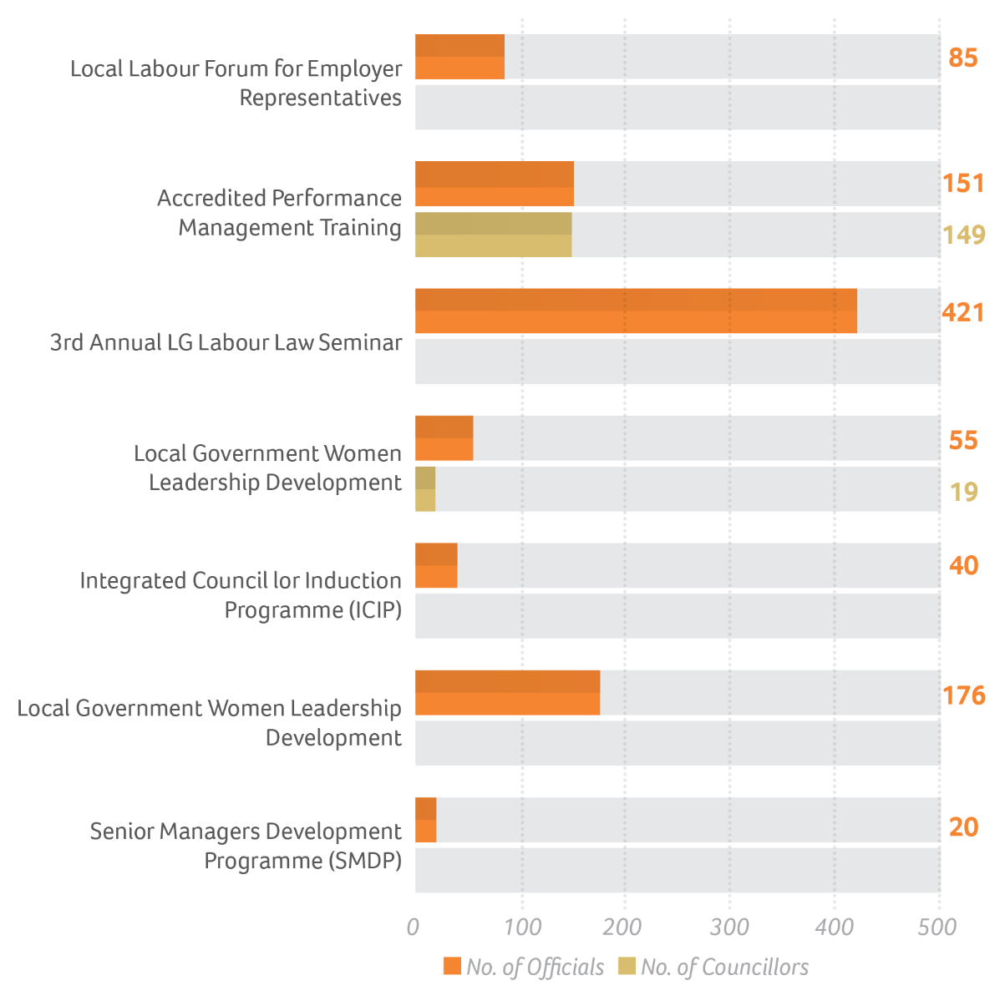 Local Labour Forum for Employer
Representatives
85
Accredited Performance
Management Training
151
149
3rd Annual LG Labour Law Seminar
421
Local Government Women
Leadership Development
55
19
Integrated Council lor Induction
Programme (ICIP)
40
Local Government Women Leadership
Development
176
Senior Managers Development
Programme (SMDP)
20
0 100 200 300 400 500
No. of Officials No. of Councillors